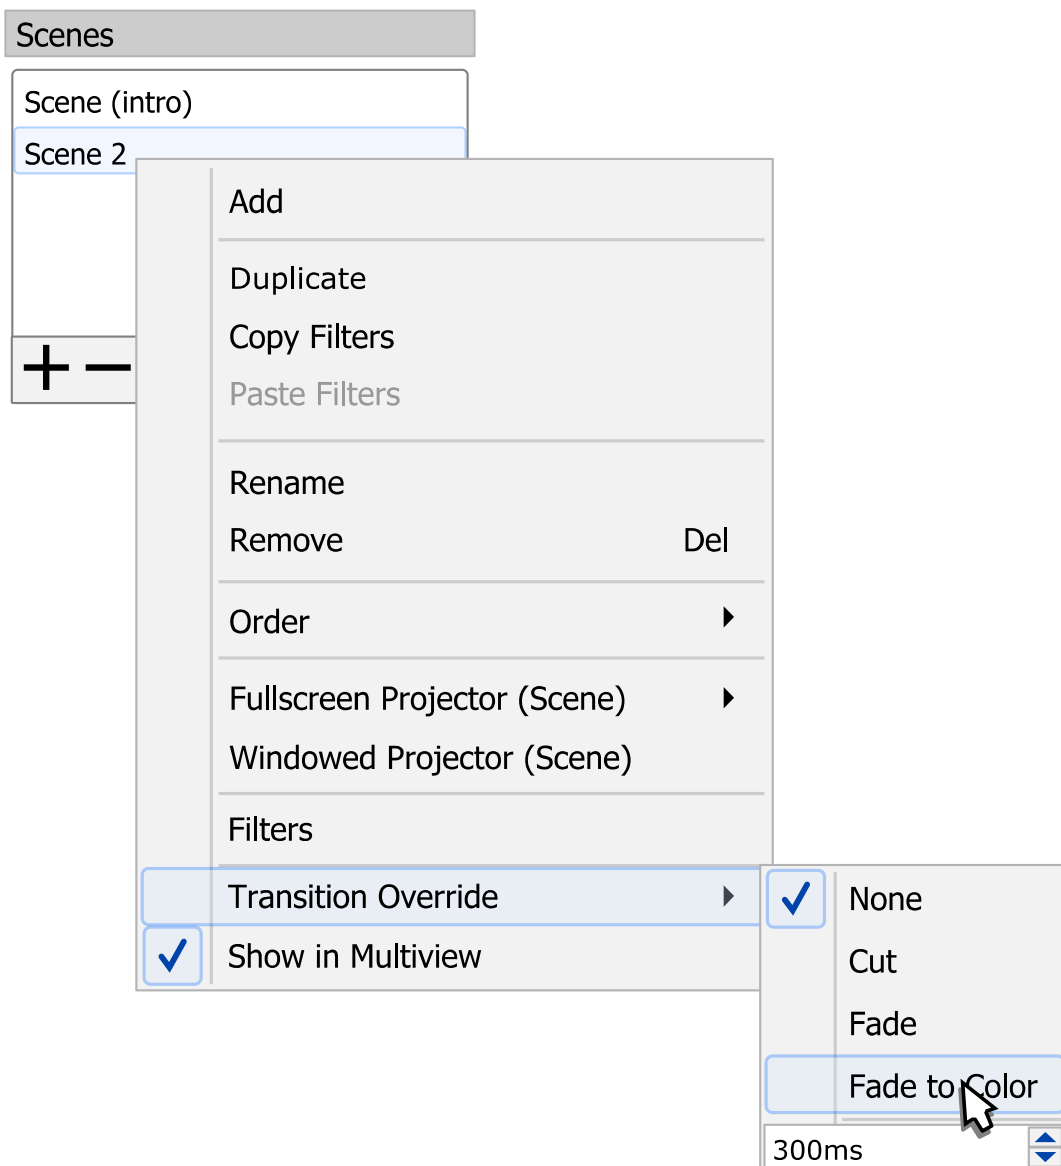 Scenes
Scene (intro)
Scene 2
Add
Duplicate
Copy Filters
Paste Filters
Rename
Remove Del
Order
Fullscreen Projector (Scene)
Windowed Projector (Scene)
Filters
Transition Override
Show in Multiview
None
Cut
Fade
Fade to Color
300ms